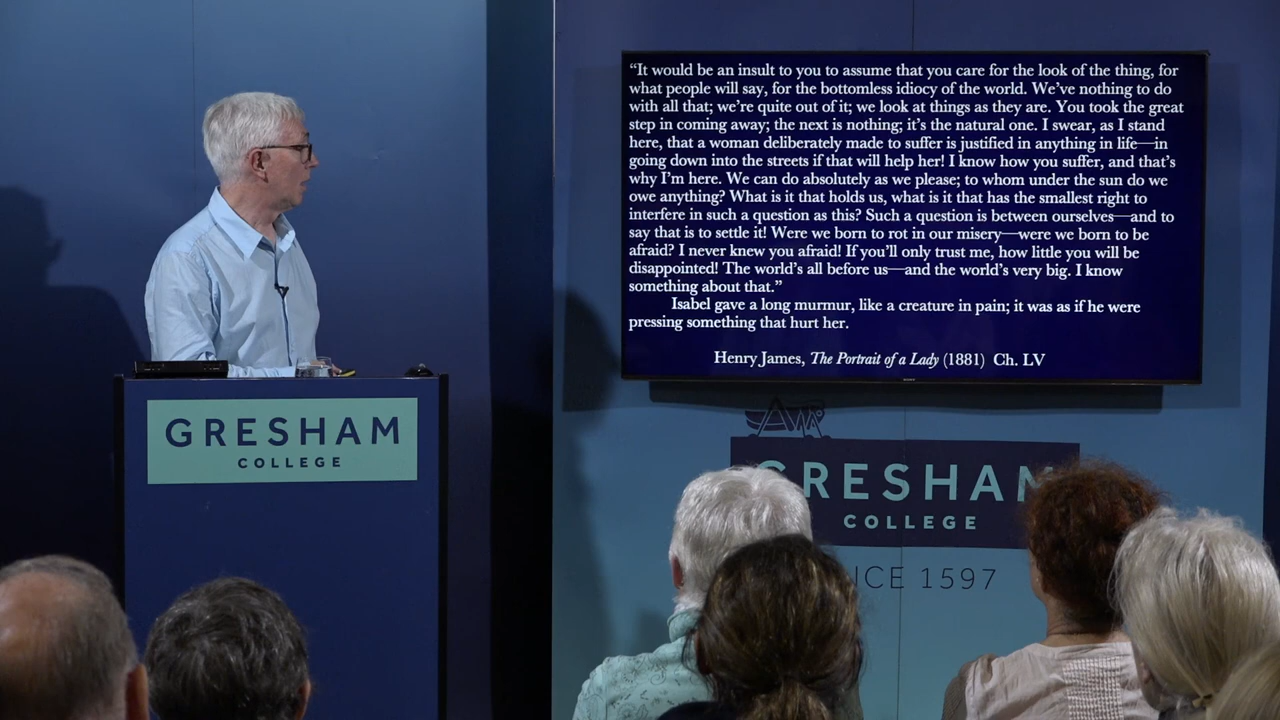 “It would be an insult to you to assume that you care for the look of the thing, for
what people will say, for the bottomless idiocy of the world. We’ve nothing to do
with all that; we’re quite out of it; we look at things as they are. You took the great
step in coming away; the next is nothing; it’s the natural one. I swear, as I stand
here, that a woman deliberately made to suffer is justified in anything in life—in
going down into the streets if that will help her! I know how you suffer, and that’s
why I’m here. We can do absolutely as we please; to whom under the sun do we
owe anything? What is it that holds us, what is it that has the smallest right to
interfere in such a question as this? Such a question is between ourselves—and to
say that is to settle it! Were we born to rot in our misery—were we born to be
afraid? I never knew you afraid! If you’ll only trust me, how little you will be
disappointed! The world’s all before us—and the world’s very big. I know
something about that.”
Isabel gave a long murmur, like a creature in pain; it was as if he were
pressing something that hurt her.
Henry James, The Portrait of a Lady (1881) Ch. LV
GRESHAM
COLLEGE
GRESHAM
COLLEGE
1597